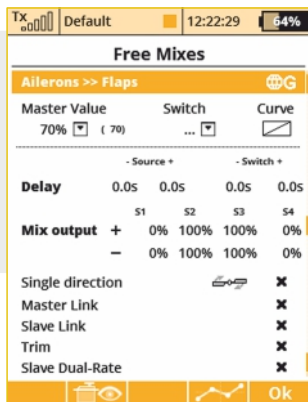 Tx Default 12:22:29 64%
Free Mixes
Ailerons >> Flaps G
Master Value Switch Curve
70% ( 70) ...
- Source + - Switch +
Delay 0.0s 0.0s 0.0s 0.0s
S1 S2 S3 S4
Mix output + 0% 100% 100% 0%
− 0% 100% 100% 0%
Single direction
Master Link
Slave Link
Trim
Slave Dual-Rate
Ok